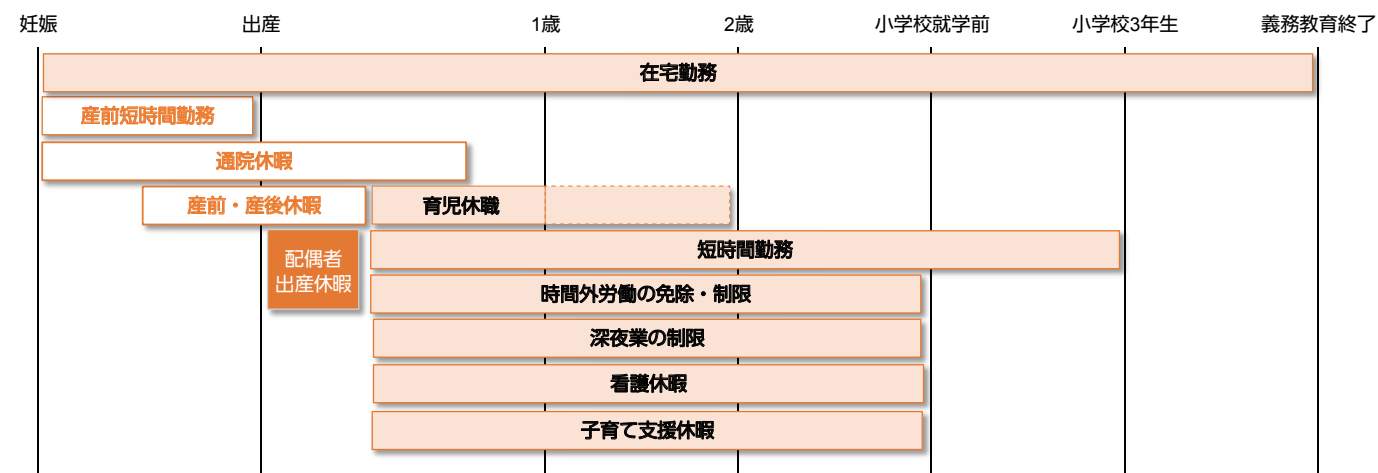 妊娠
出産
1歳
2歳
小学校就学前
小学校3年生
義務教育終了
在宅勤務
産前短時間勤務
通院休暇
産前・産後休暇
育児休職
配偶者
出産休暇
短時間勤務
時間外労働の免除・制限
深夜業の制限
看護休暇
子育て支援休暇